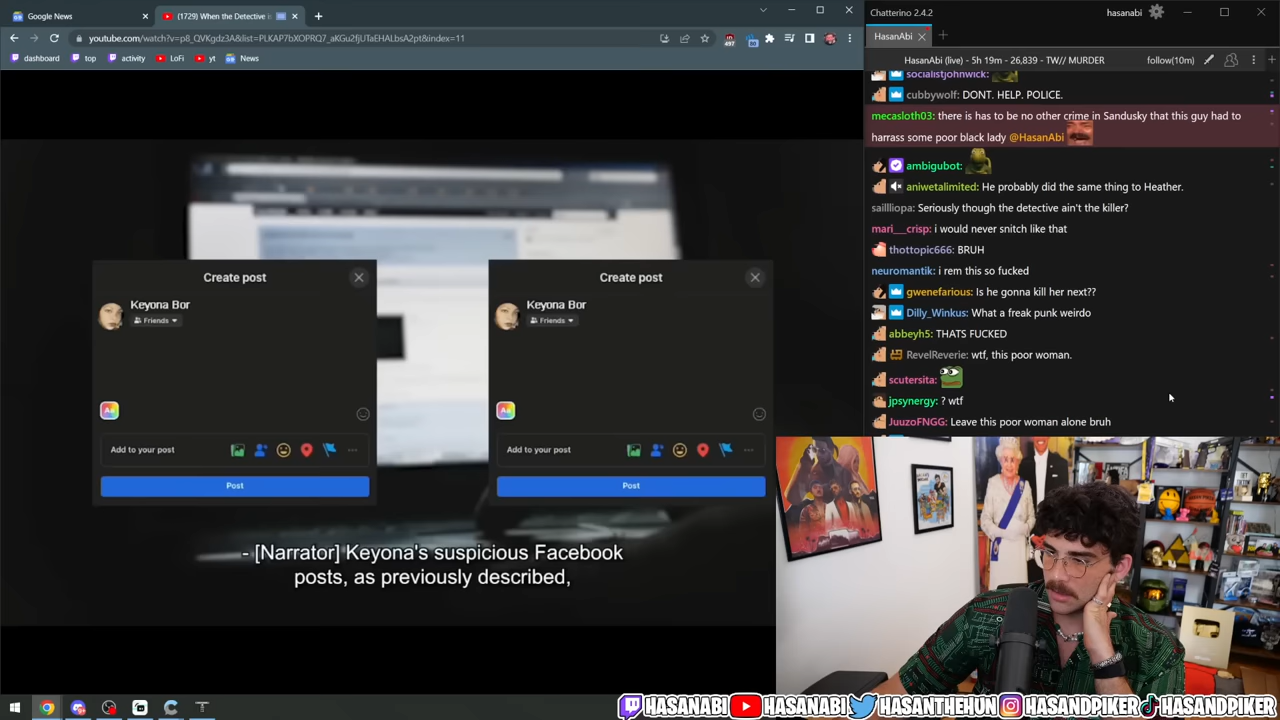 Google News
(1729) When the Detective is
youtube.com/watch?v=p8_QVKgdz3A&list=PLKAP7bXOPRQ7_aKGu2fjUTaEHALbsA2pt&index=11
497
80
dashboard
top
activity
LoFi
yt
News
Create post
Keyona Bor
Friends
Aa
Add to your post
Post
Create post
Keyona Bor
Friends
Aa
Add to your post
Post
- [Narrator] Keyona's suspicious Facebook
posts, as previously described,
Chatterino 2.4.2
hasanabi
HasanAbi
HasanAbi (live) - 5h 19m - 26,839 - TW// MURDER
follow(10m)
socialistjohnwick:
cubbywolf: DONT. HELP. POLICE.
mecasloth03: there is has to be no other crime in Sandusky that this guy had to
harrass some poor black lady @HasanAbi
ambigubot:
aniwetalimited: He probably did the same thing to Heather.
saillliopa: Seriously though the detective ain't the killer?
mari___crisp: i would never snitch like that
thottopic666: BRUH
neuromantik: i rem this so fucked
gwenefarious: Is he gonna kill her next??
Dilly_Winkus: What a freak punk weirdo
abbeyh5: THATS FUCKED
RevelReverie: wtf, this poor woman.
scutersita:
jpsynergy: ? wtf
JuuzoFNGG: Leave this poor woman alone bruh
HASANABI
HASANABI
HASANTHEHUN
HASANDPIKER
HASANDPIKER